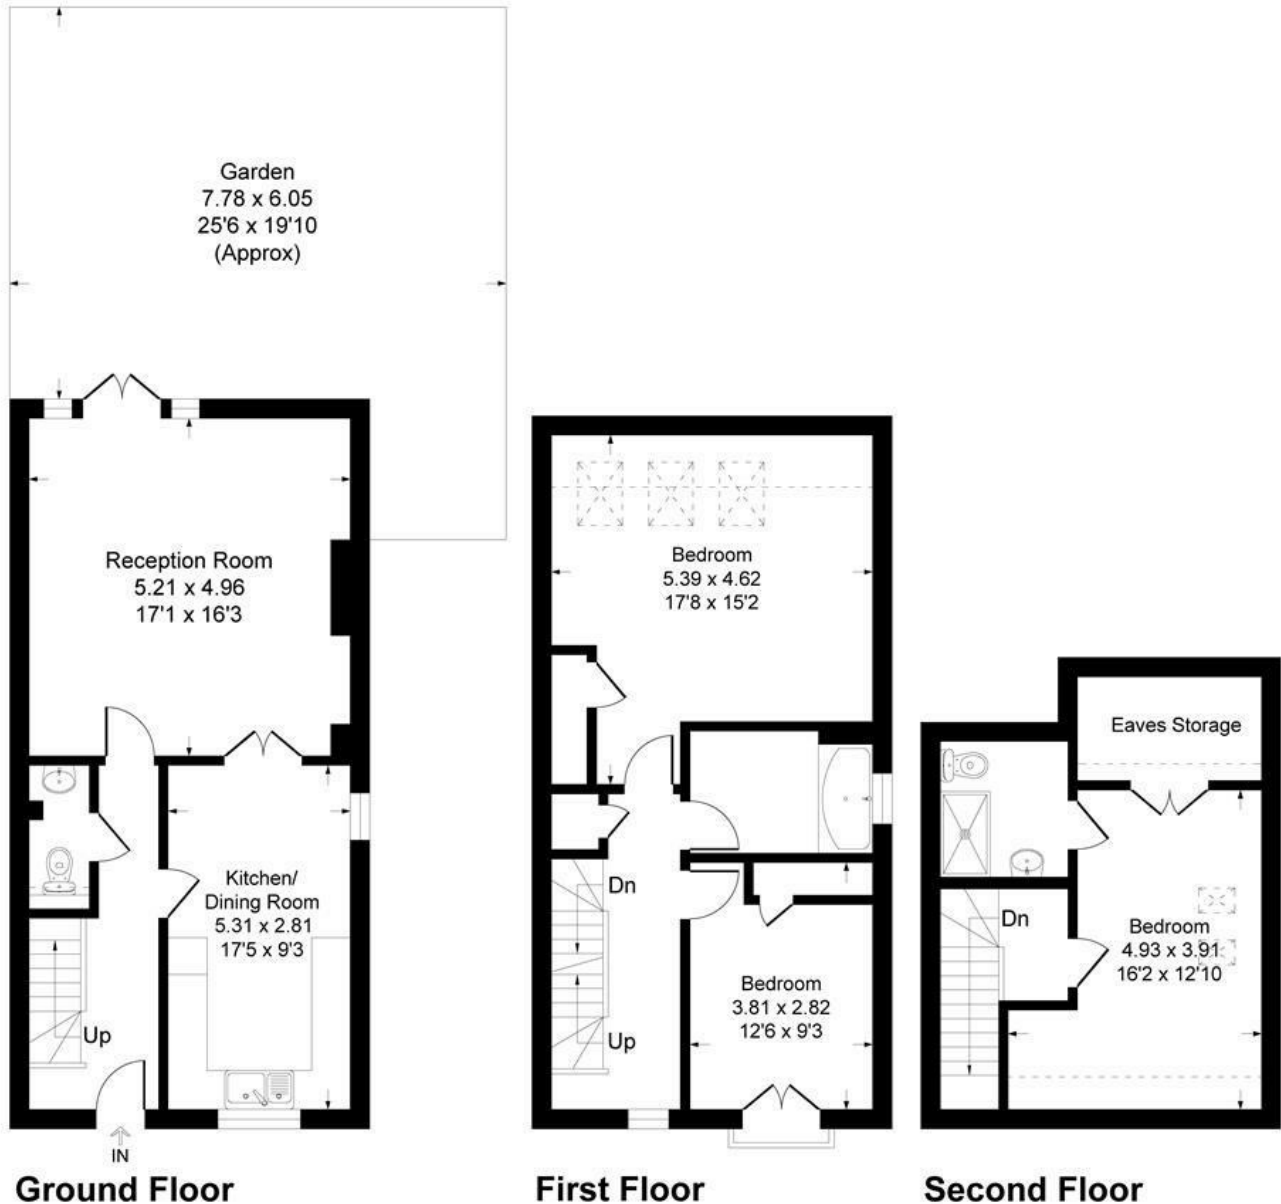 Garden
7.78 x 6.05
25'6 x 19'10
(Approx)
Reception Room
5.21 x 4.96
17'1 x 16'3
Kitchen/
Dining Room
5.31 x 2.81
17'5 x 9'3
Up
IN
Ground Floor
Bedroom
5.39 x 4.62
17'8 x 15'2
Dn
Bedroom
3.81 x 2.82
12'6 x 9'3
Up
First Floor
Eaves Storage
Dn
Bedroom
4.93 x 3.91
16'2 x 12'10
Second Floor